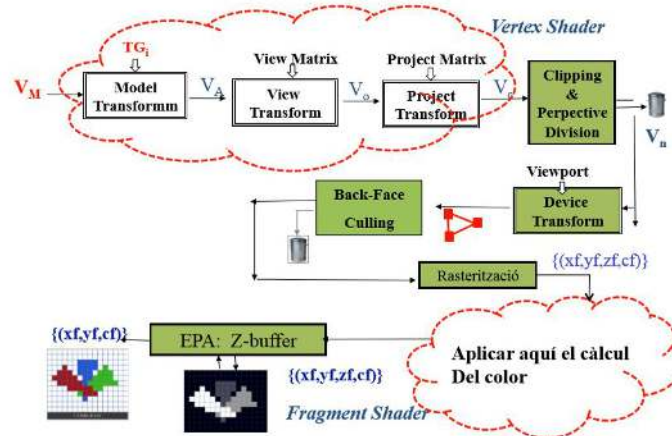 Vertex Shader
TGi
View Matrix
Project Matrix
VM
Model
Transformm
VA
View
Transform
Vo
Project
Transform
Vc
Clipping
&
Perpective
Division
Vn
Viewport
Back-Face
Culling
Device
Transform
Rasterització
{(xf,yf,zf,cf)}
{(xf,yf,cf)}
EPA: Z-buffer
{(xf,yf,zf,cf)}
Aplicar aquí el càlcul
Del color
Fragment Shader